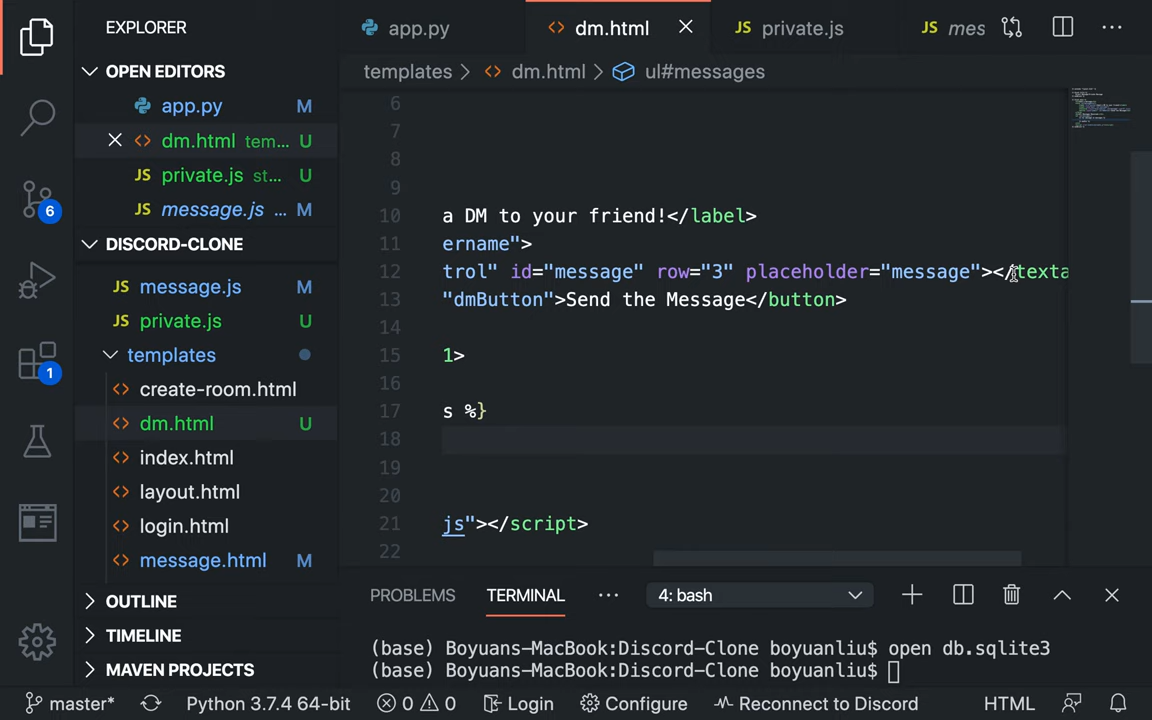 EXPLORER
OPEN EDITORS
app.py M
dm.html tem... U
JS private.js st... U
JS message.js ... M
DISCORD-CLONE
JS message.js M
JS private.js U
templates
create-room.html
dm.html U
index.html
layout.html
login.html
message.html M
OUTLINE
TIMELINE
MAVEN PROJECTS
6
1
app.py dm.html JS private.js JS mes
templates > dm.html > ul#messages
6
7
8
9
10 a DM to your friend!</label>
11 ername">
12 trol" id="message" row="3" placeholder="message"></texta
13 "dmButton">Send the Message</button>
14
15 1>
16
17 s %}
18
19
20
21 js"></script>
22
PROBLEMS TERMINAL ... 4: bash
(base) Boyuans-MacBook:Discord-Clone boyuanliu$ open db.sqlite3
(base) Boyuans-MacBook:Discord-Clone boyuanliu$
master* Python 3.7.4 64-bit 0 0 Login Configure Reconnect to Discord HTML